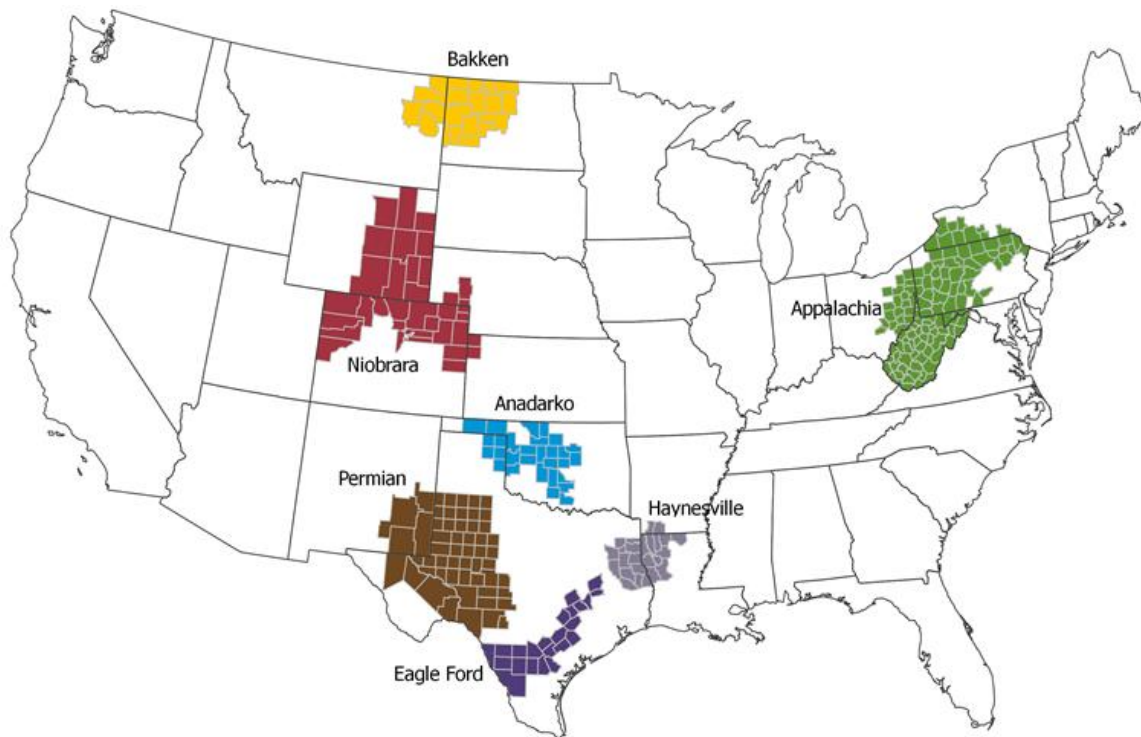 Bakken
Appalachia
Niobrara
Anadarko
Permian
Haynesville
Eagle Ford